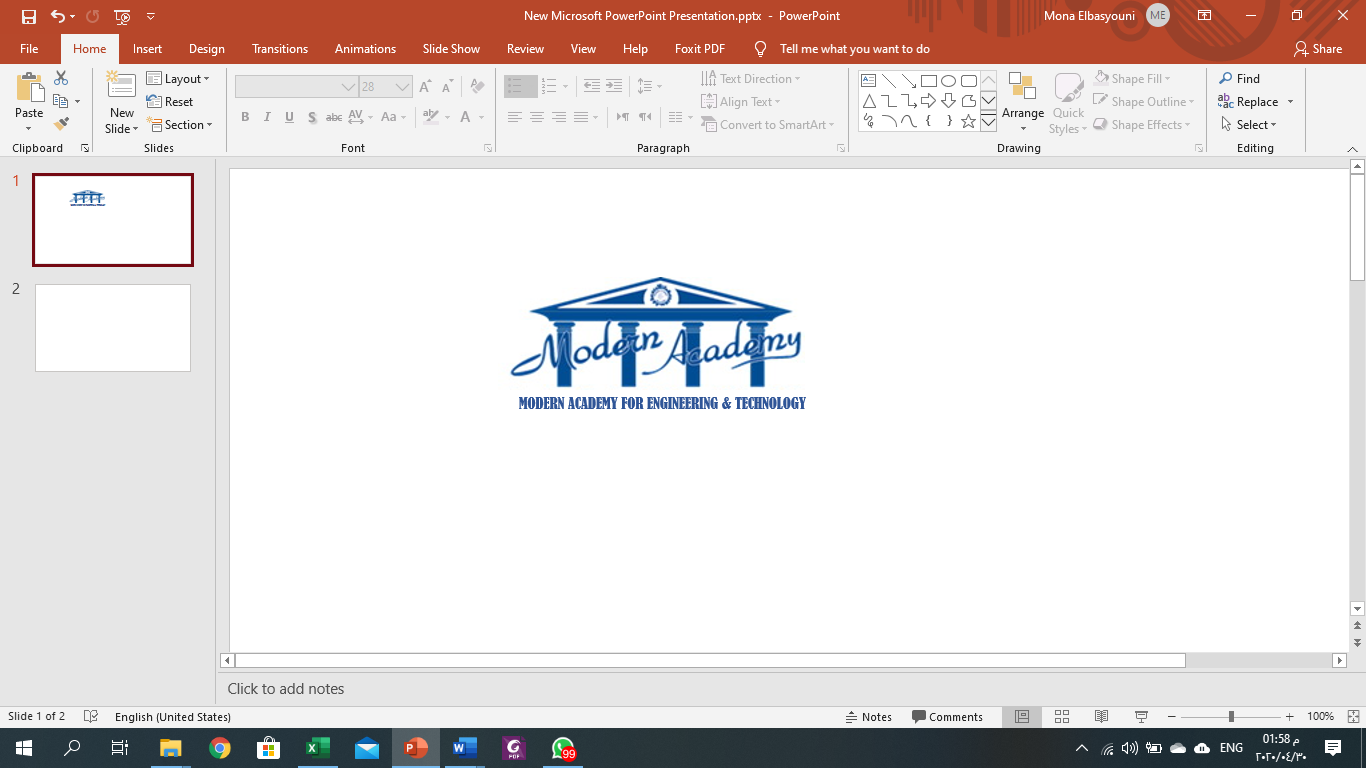 New Microsoft PowerPoint Presentation.pptx - PowerPoint
Mona Elbasyouni ME
File Home Insert Design Transitions Animations Slide Show Review View Help Foxit PDF Tell me what you want to do Share
Paste
Clipboard
New Slide
Layout
Reset
Section
Slides
28
B I U S abc AV Aa ab A
Font
Text Direction
Align Text
Convert to SmartArt
Paragraph
Arrange
Quick Styles
Shape Fill
Shape Outline
Shape Effects
Drawing
Find
Replace
Select
Editing
1
2
Modern Academy
MODERN ACADEMY FOR ENGINEERING & TECHNOLOGY
Click to add notes
Slide 1 of 2 English (United States) Notes Comments 100%
99
ENG
01:58 م
٢٠٢٠/٠٤/٣٠